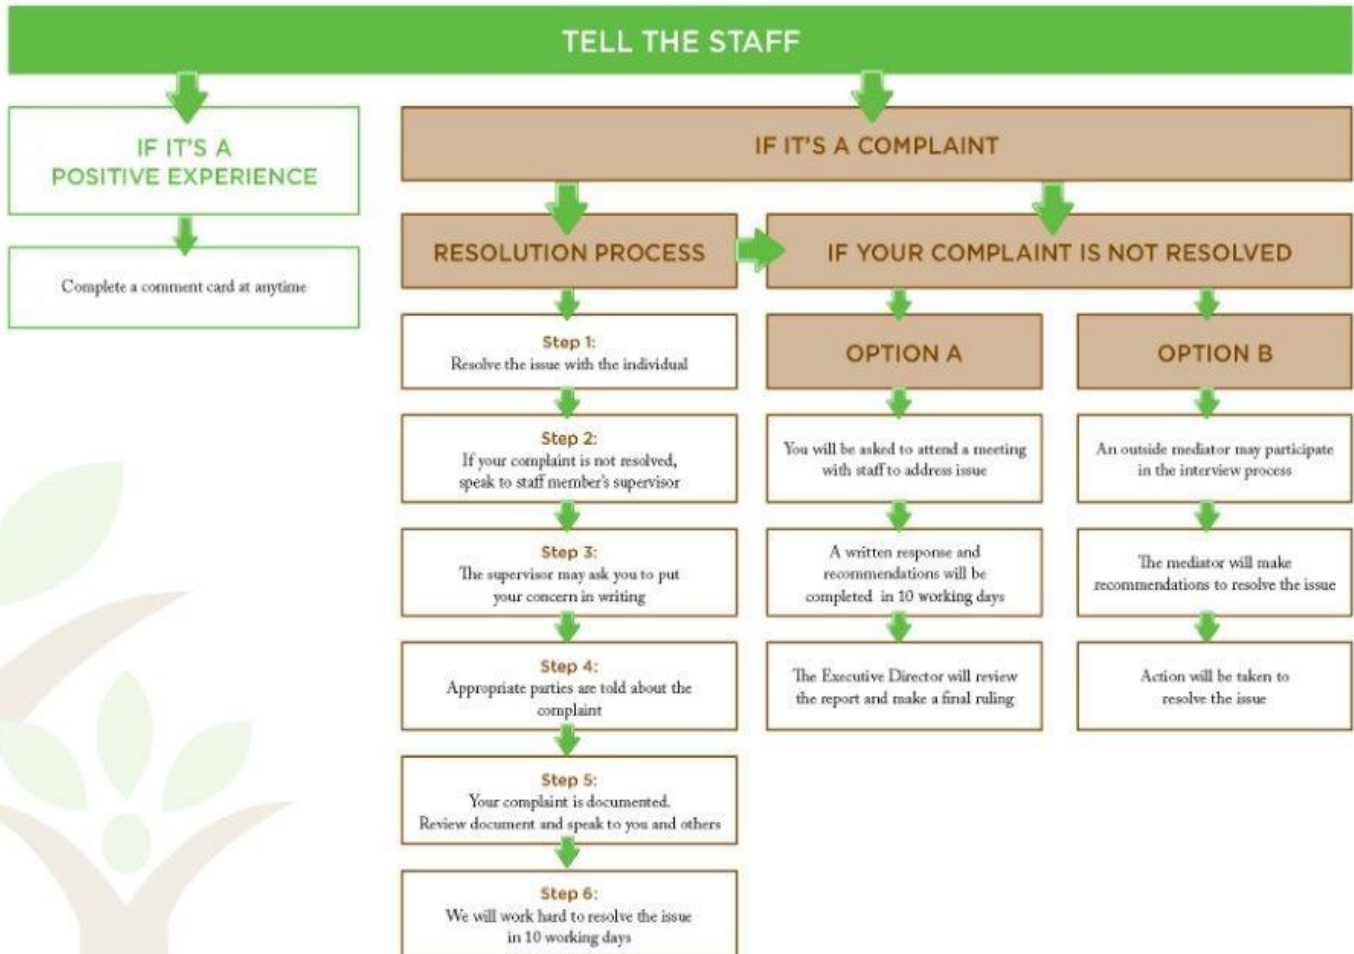 TELL THE STAFF
IF IT'S A
POSITIVE EXPERIENCE
Complete a comment card at anytime
IF IT'S A COMPLAINT
RESOLUTION PROCESS
Step 1:
Resolve the issue with the individual
Step 2:
If your complaint is not resolved,
speak to staff member's supervisor
Step 3:
The supervisor may ask you to put
your concern in writing
Step 4:
Appropriate parties are told about the
complaint
Step 5:
Your complaint is documented.
Review document and speak to you and others
Step 6:
We will work hard to resolve the issue
in 10 working days
IF YOUR COMPLAINT IS NOT RESOLVED
OPTION A
You will be asked to attend a meeting
with staff to address issue
A written response and
recommendations will be
completed in 10 working days
The Executive Director will review
the report and make a final ruling
OPTION B
An outside mediator may participate
in the interview process
The mediator will make
recommendations to resolve the issue
Action will be taken to
resolve the issue